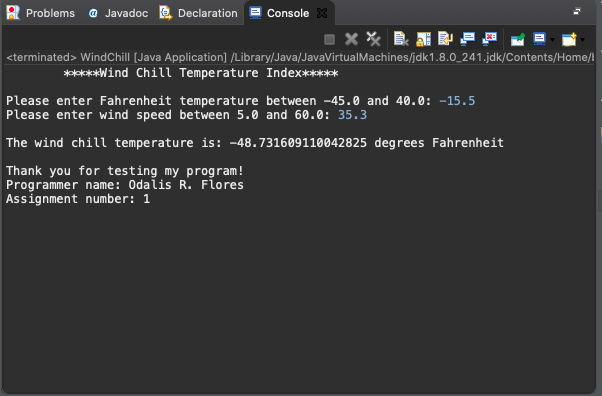 Problems @ Javadoc Declaration Console
<terminated> WindChill [Java Application] /Library/Java/JavaVirtualMachines/jdk1.8.0_241.jdk/Contents/Home/b
*****Wind Chill Temperature Index*****
Please enter Fahrenheit temperature between -45.0 and 40.0: -15.5
Please enter wind speed between 5.0 and 60.0: 35.3
The wind chill temperature is: -48.731609110042825 degrees Fahrenheit
Thank you for testing my program!
Programmer name: Odalis R. Flores
Assignment number: 1